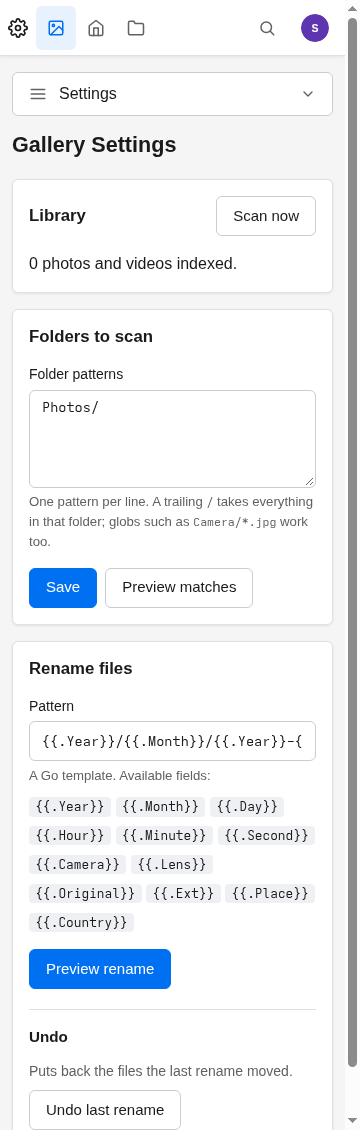 S
Settings
Gallery Settings
Library
Scan now
0 photos and videos indexed.
Folders to scan
Folder patterns
Photos/
One pattern per line. A trailing / takes everything
in that folder; globs such as Camera/*.jpg work
too.
Save
Preview matches
Rename files
Pattern
{{.Year}}/{{.Month}}/{{.Year}}-{
A Go template. Available fields:
{{.Year}} {{.Month}} {{.Day}}
{{.Hour}} {{.Minute}} {{.Second}}
{{.Camera}} {{.Lens}}
{{.Original}} {{.Ext}} {{.Place}}
{{.Country}}
Preview rename
Undo
Puts back the files the last rename moved.
Undo last rename